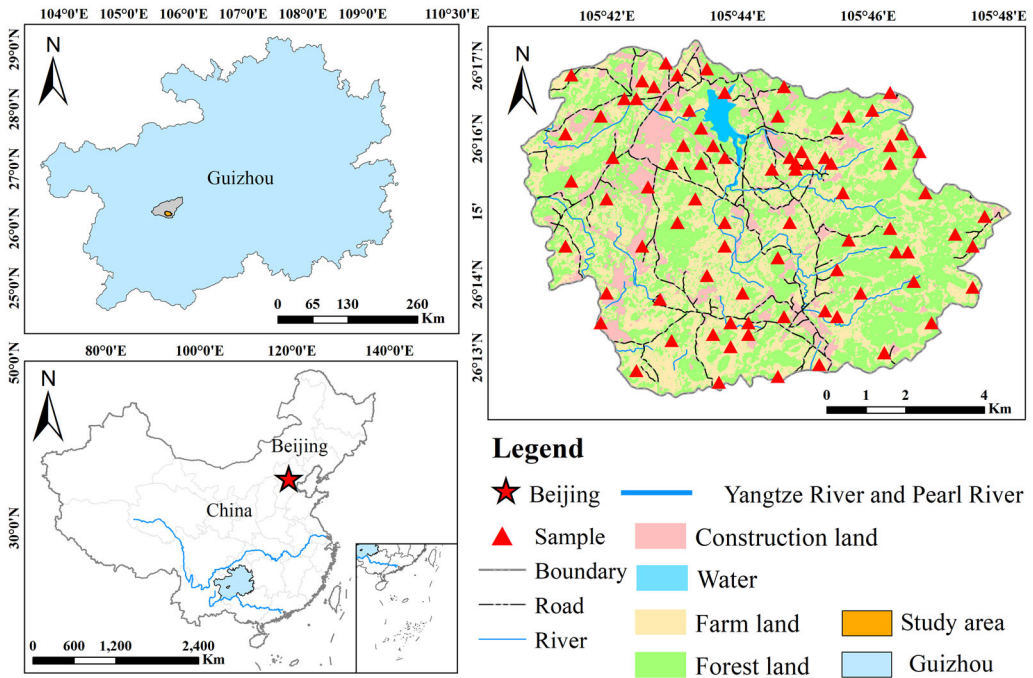 104°0'E 105°0'E 106°0'E 107°0'E 108°0'E 109°0'E 110°30'E
29°0'N
28°0'N
27°0'N
26°0'N
25°0'N
N
Guizhou
0 65 130 260
Km
105°42'E 105°44'E 105°46'E 105°48'E
26°17'N
26°16'N
15'
26°14'N
26°13'N
N
0 1 2 4
Km
80°0'E 100°0'E 120°0'E 140°0'E
50°0'N
30°0'N
N
Beijing
China
0 600 1,200 2,400
Km
Legend
Beijing Yangtze River and Pearl River
Sample Construction land
Boundary Water
Road Farm land Study area
River Forest land Guizhou